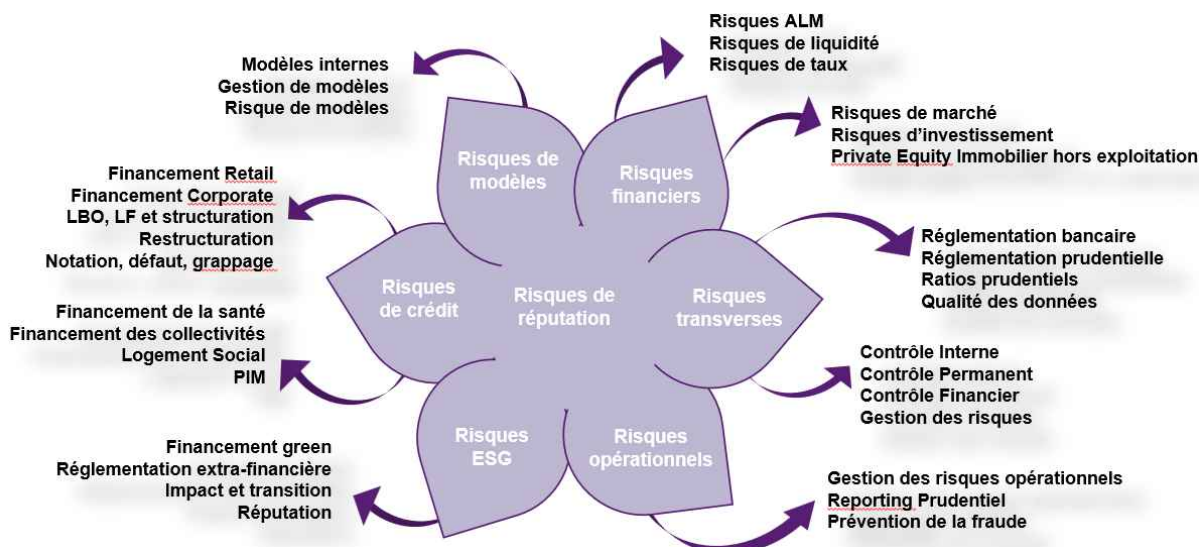 Modèles internes
Gestion de modèles
Risque de modèles
Risques ALM
Risques de liquidité
Risques de taux
Risques de marché
Risques d'investissement
Private Equity Immobilier hors exploitation
Risques de
modèles
Risques
financiers
Financement Retail
Financement Corporate
LBO, LF et structuration
Restructuration
Notation, défaut, grappage
Réglementation bancaire
Réglementation prudentielle
Ratios prudentiels
Qualité des données
Risques
de crédit
Risques de
réputation
Risques
transverses
Financement de la santé
Financement des collectivités
Logement Social
PIM
Contrôle Interne
Contrôle Permanent
Contrôle Financier
Gestion des risques
Risques
ESG
Risques
opérationnels
Financement green
Réglementation extra-financière
Impact et transition
Réputation
Gestion des risques opérationnels
Reporting Prudentiel
Prévention de la fraude